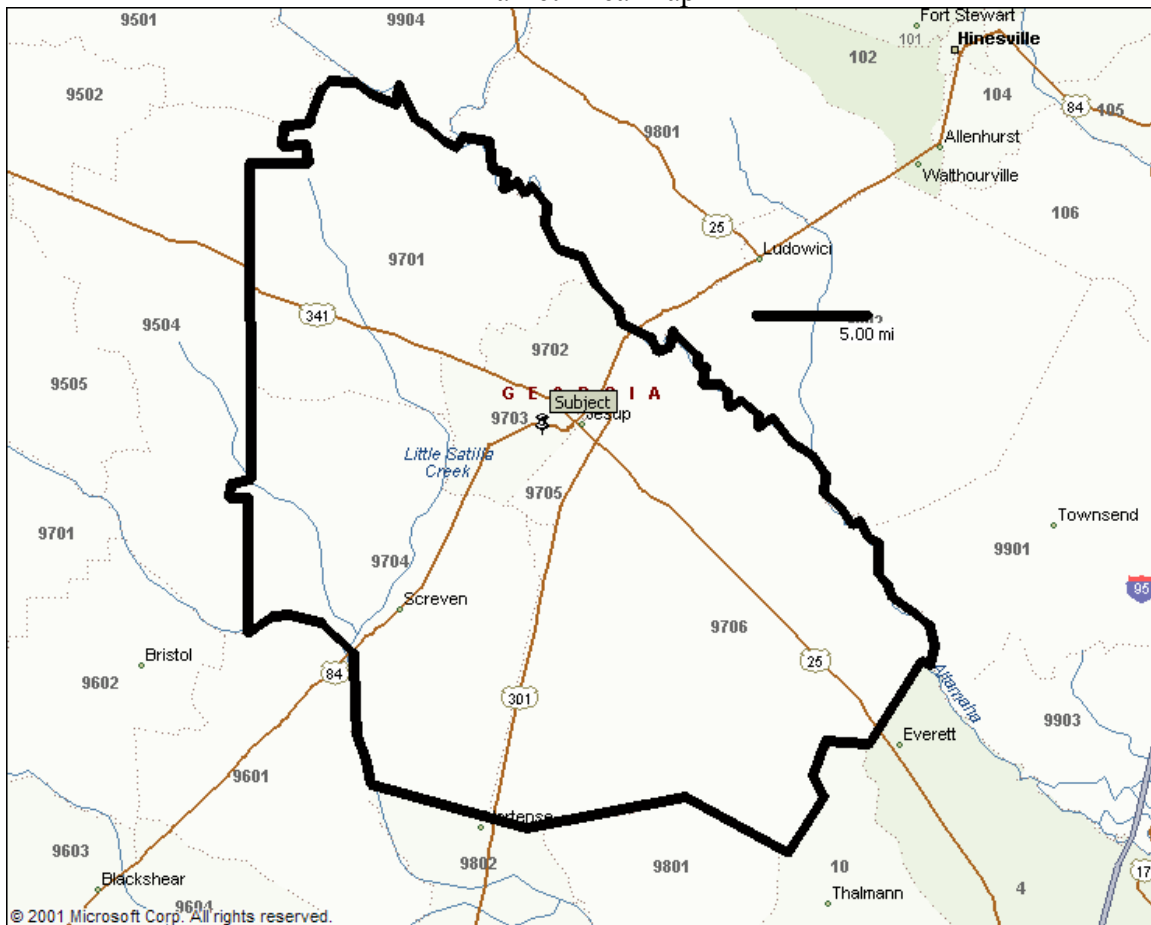 9501
9904
Fort Stewart
101
Hinesville
102
9502
104
84
105
9801
Allenhurst
Walthourville
106
25
Ludowici
9701
341
5.00 mi
9504
9702
9505
G E O R G I A
Subject
9703
Jesup
Little Satilla
Creek
9705
Townsend
9701
9901
9704
95
Screven
9706
Bristol
84
25
9602
301
Altamaha
9903
Everett
9601
9603
9802
9801
10
17
Blackshear
4
Thalmann
© 2001 Microsoft Corp. All rights reserved.